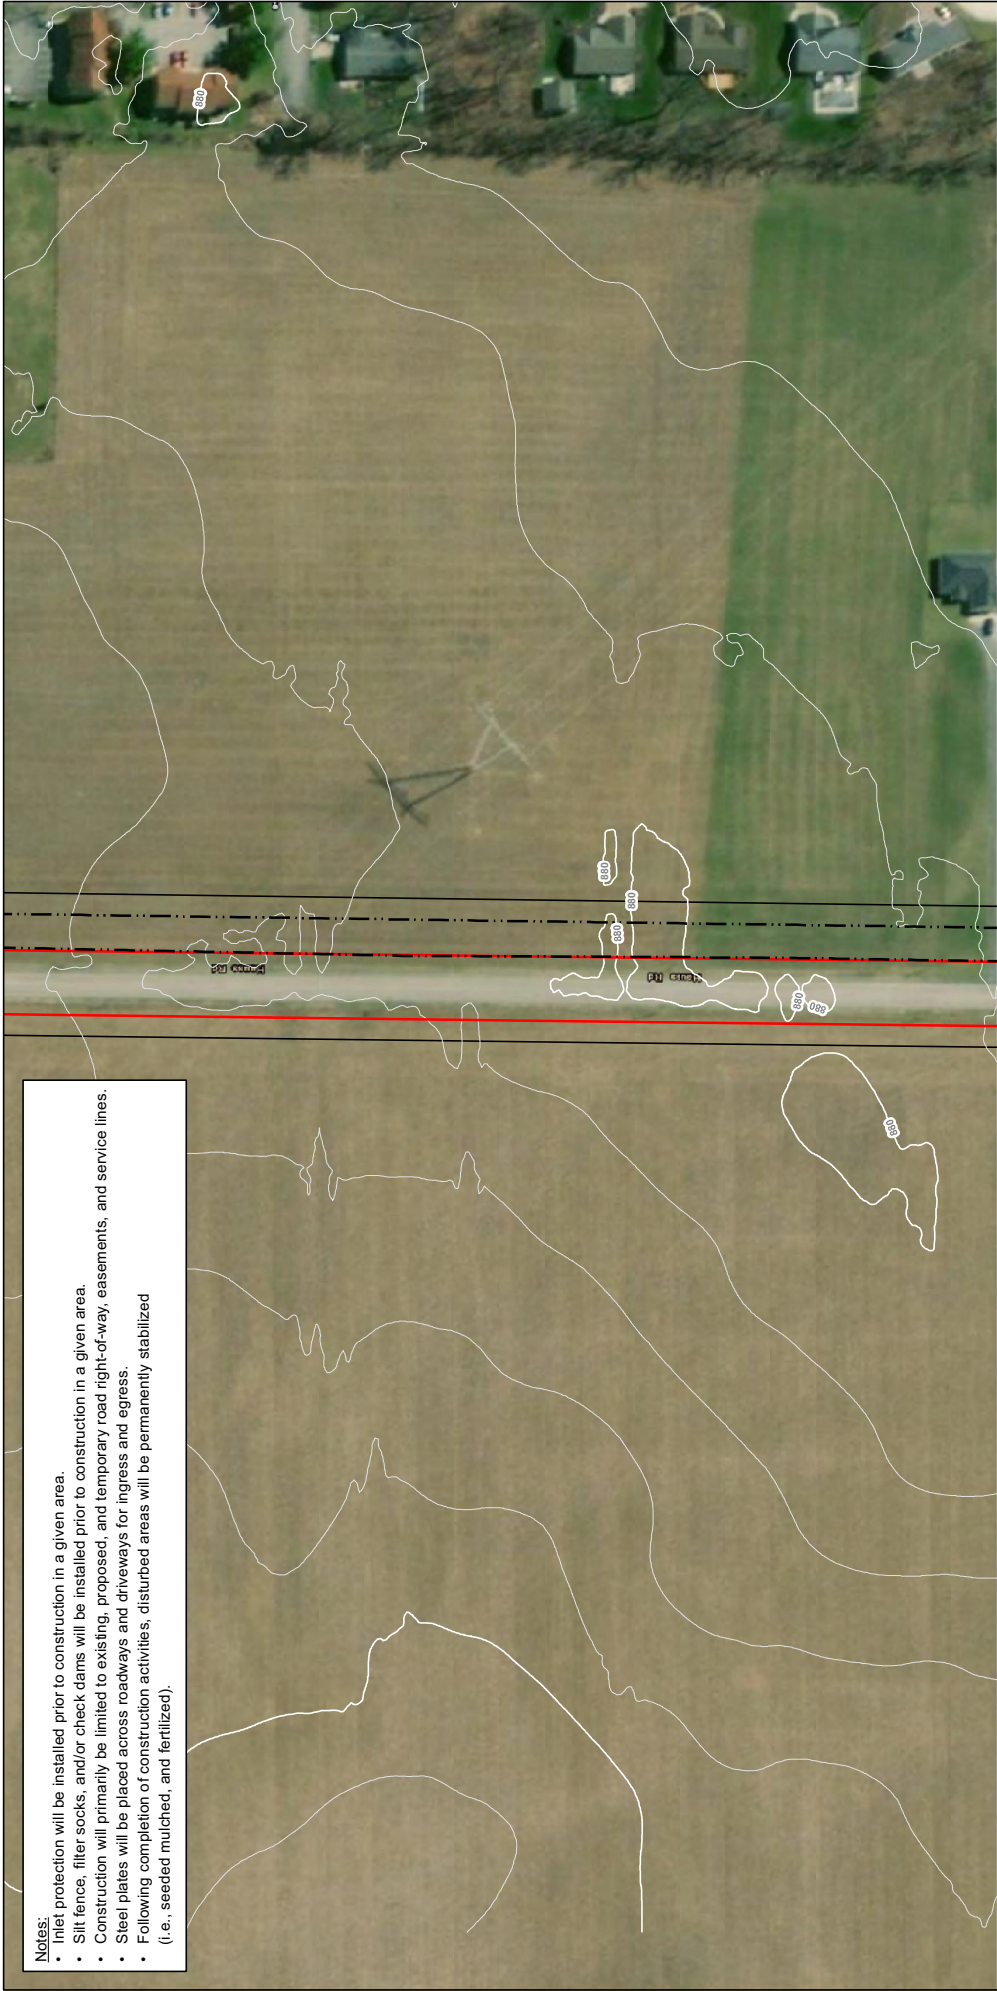 Notes:
• Inlet protection will be installed prior to construction in a given area.
• Silt fence, filter socks, and/or check dams will be installed prior to construction in a given area.
• Construction will primarily be limited to existing, proposed, and temporary road right-of-way, easements, and service lines.
• Steel plates will be placed across roadways and driveways for ingress and egress.
• Following completion of construction activities, disturbed areas will be permanently stabilized
(i.e., seeded mulched, and fertilized).
880
880
880
880
880
880
880
Rd
Rd